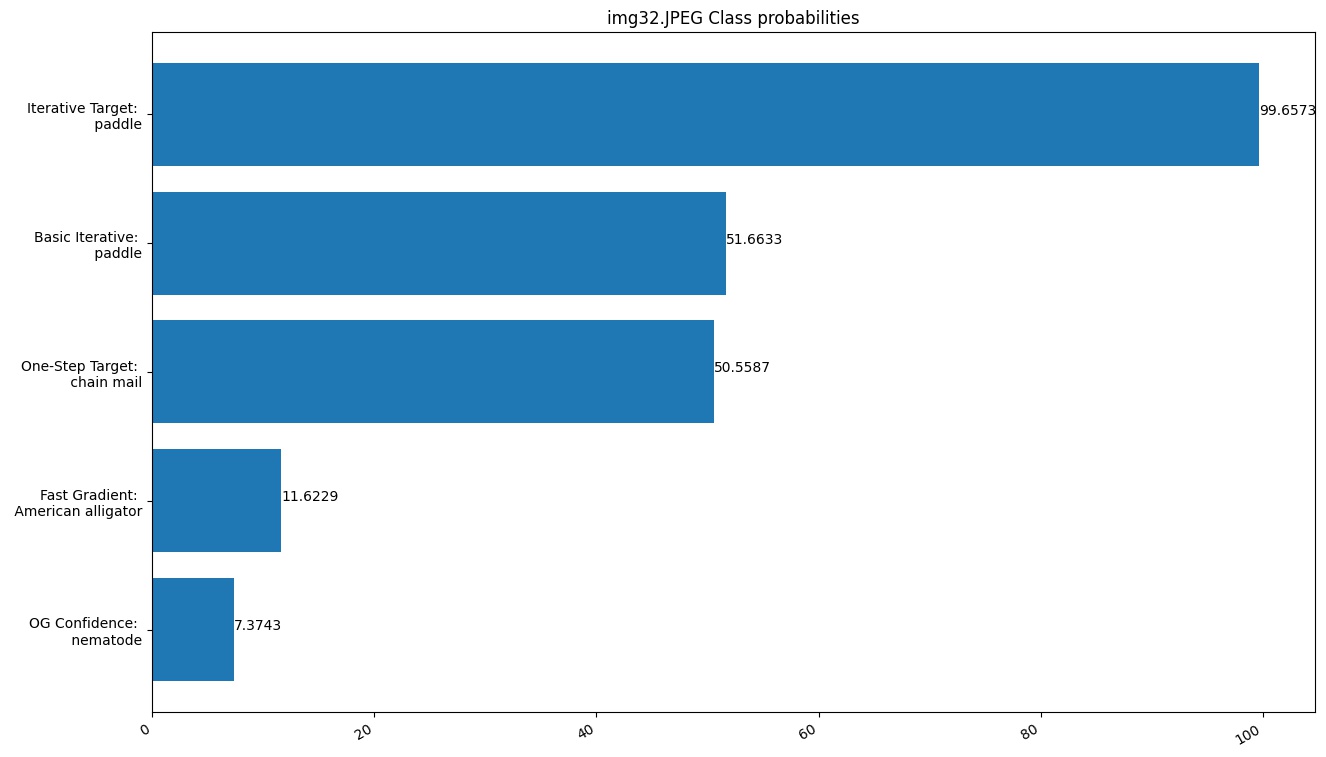 img32.JPEG Class probabilities
Iterative Target:
paddle
99.6573
Basic Iterative:
paddle
51.6633
One-Step Target:
chain mail
50.5587
Fast Gradient:
American alligator
11.6229
OG Confidence:
nematode
7.3743
0
20
40
60
80
100